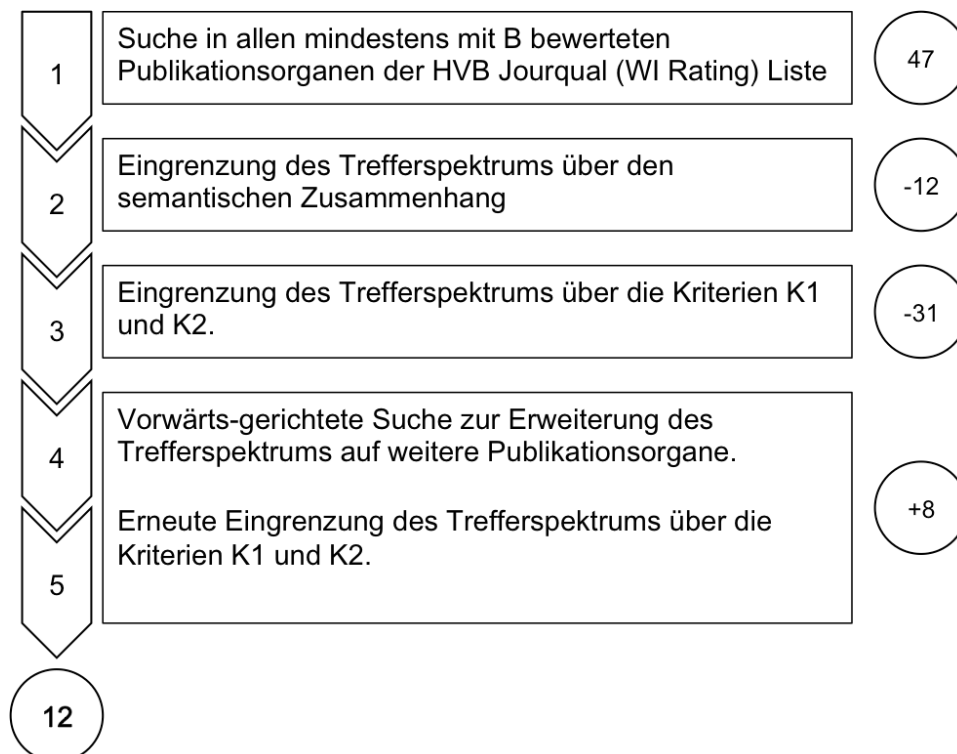 1
Suche in allen mindestens mit B bewerteten
Publikationsorganen der HVB Jourqual (WI Rating) Liste
47
2
Eingrenzung des Trefferspektrums über den
semantischen Zusammenhang
-12
3
Eingrenzung des Trefferspektrums über die Kriterien K1
und K2.
-31
4
Vorwärts-gerichtete Suche zur Erweiterung des
Trefferspektrums auf weitere Publikationsorgane.
+8
5
Erneute Eingrenzung des Trefferspektrums über die
Kriterien K1 und K2.
12